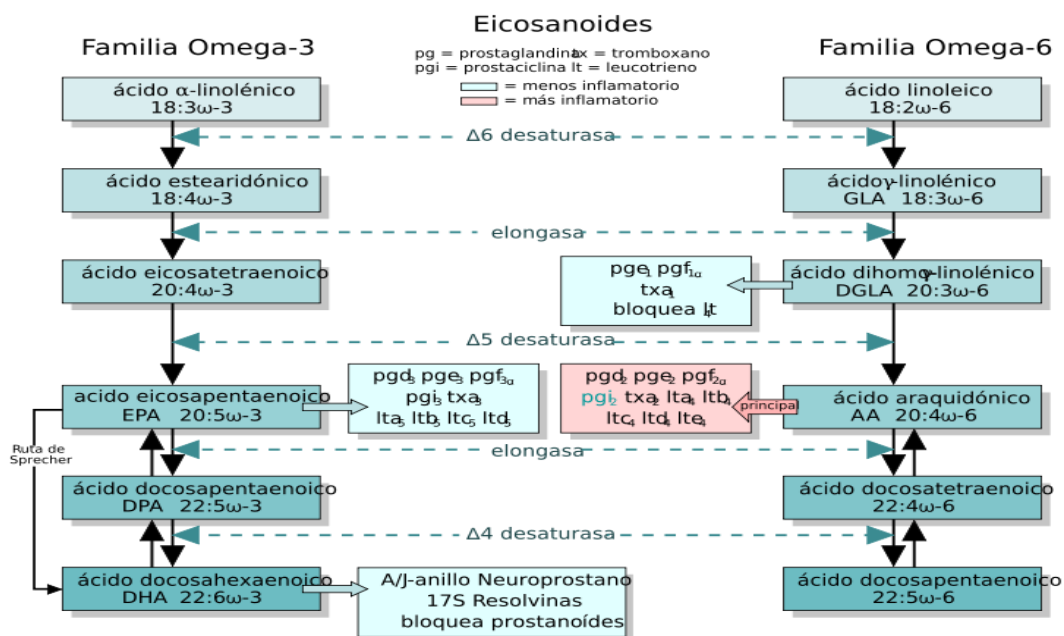 Eicosanoides
Familia Omega-3
Familia Omega-6
pg = prostaglandina tx = tromboxano
pgi = prostaciclina lt = leucotrieno
= menos inflamatorio
= más inflamatorio
ácido α-linolénico
18:3ω-3
ácido linoleico
18:2ω-6
Δ6 desaturasa
ácido estearidónico
18:4ω-3
ácido γ-linolénico
GLA 18:3ω-6
elongasa
ácido eicosatetraenoico
20:4ω-3
pge₁ pgf₁α
txa₁
bloquea lt₄
ácido dihomo-γ-linolénico
DGLA 20:3ω-6
Δ5 desaturasa
acido eicosapentaenoico
EPA 20:5ω-3
pgd₃ pge₃ pgf₃α
pgi₃ txa₃
lta₅ ltb₅ ltc₅ ltd₅
pgd₂ pge₂ pgf₂α
pgi₂ txa₂ lta₄ ltb₄
ltc₄ ltd₄ lte₄
principal
ácido araquidónico
AA 20:4ω-6
Ruta de
Sprecher
elongasa
ácido docosapentaenoico
DPA 22:5ω-3
ácido docosatetraenoico
22:4ω-6
Δ4 desaturasa
ácido docosahexaenoico
DHA 22:6ω-3
A/J-anillo Neuroprostano
17S Resolvinas
bloquea prostanoídes
ácido docosapentaenoico
22:5ω-6